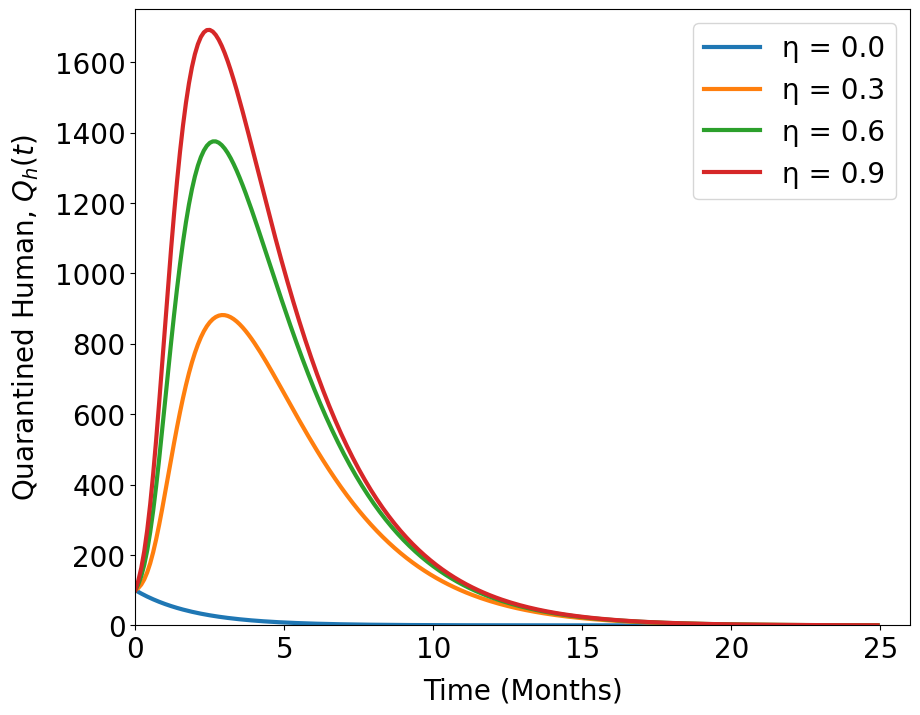 η = 0.0
η = 0.3
η = 0.6
η = 0.9
Quarantined Human, Q_h(t)
1600
1400
1200
1000
800
600
400
200
0
0 5 10 15 20 25
Time (Months)